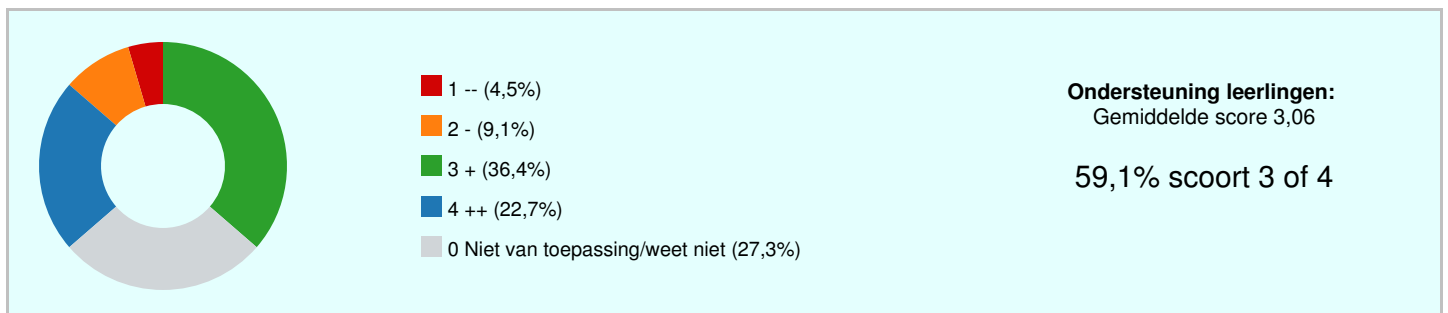 1 -- (4,5%)
2 - (9,1%)
3 + (36,4%)
4 ++ (22,7%)
0 Niet van toepassing/weet niet (27,3%)
Ondersteuning leerlingen:
Gemiddelde score 3,06
59,1% scoort 3 of 4